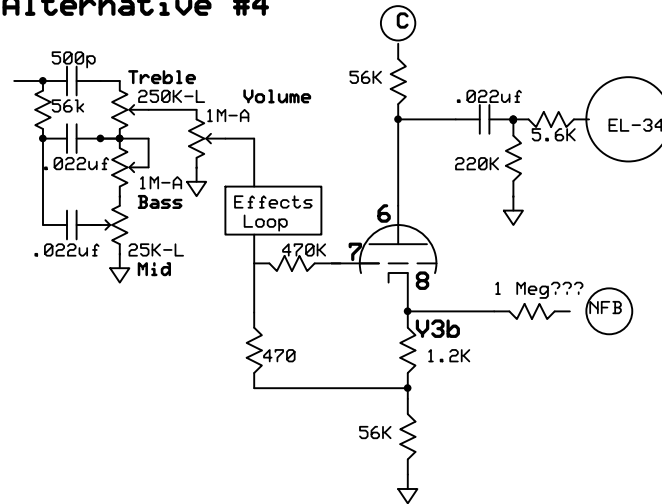 Alternative #4
C
500p
56K
Treble
250K-L
Volume
.022uf
56k
1M-A
5.6K
EL-34
.022uf
220K
1M-A
Bass
Effects
Loop
6
.022uf
25K-L
470K
7
Mid
8
1 Meg???
NFB
V3b
470
1.2K
56K